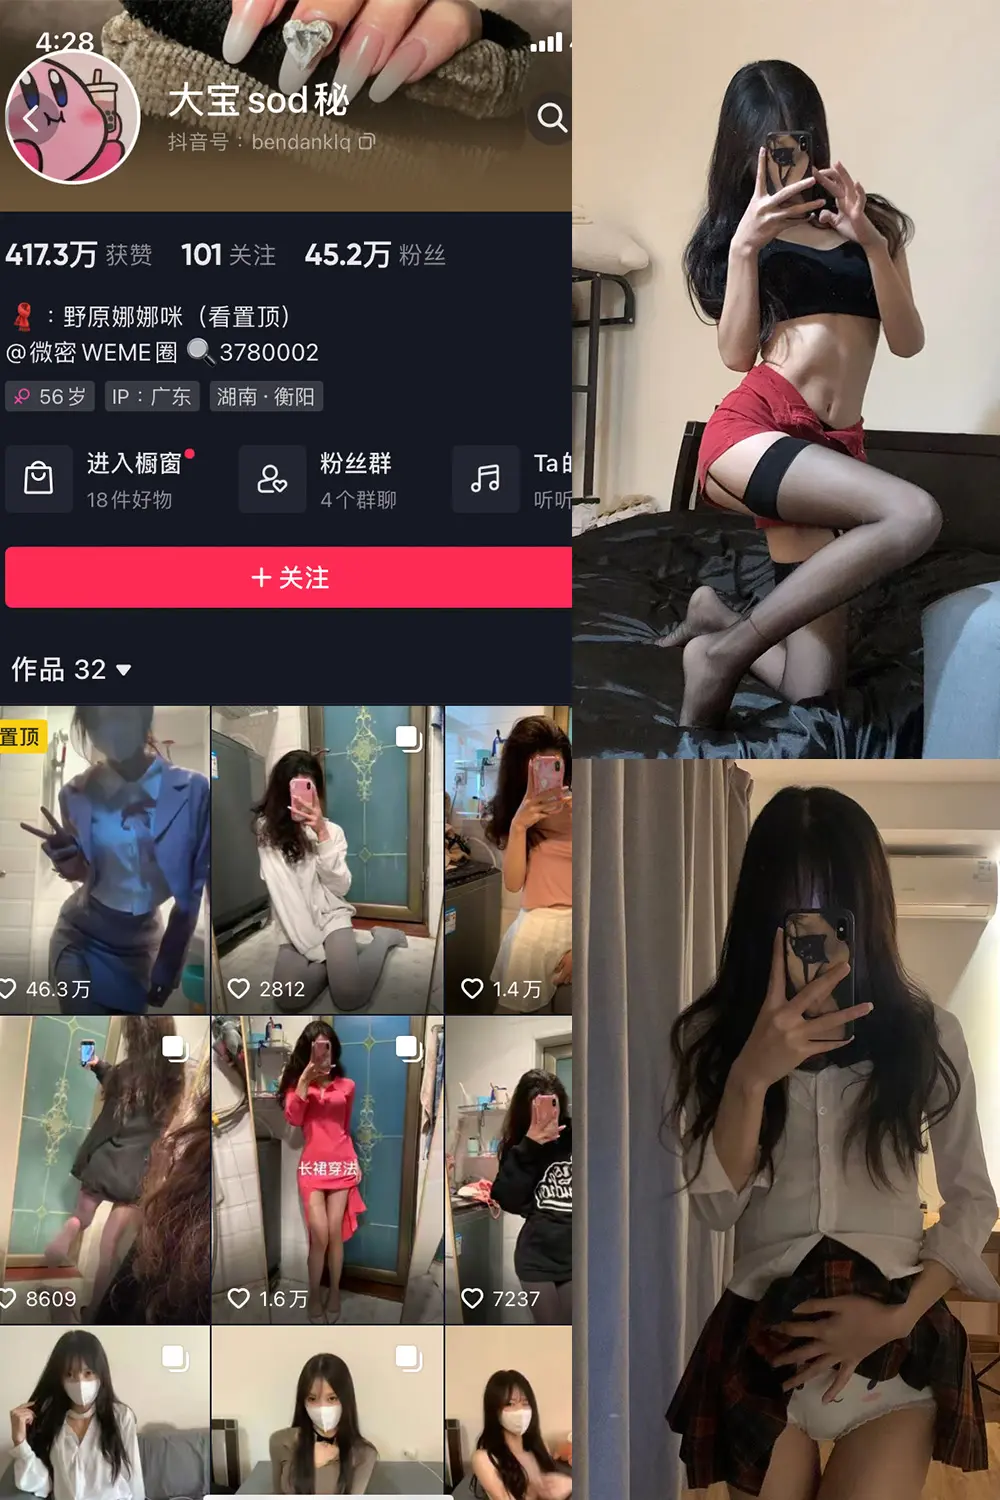 4:28
大宝sod秘
抖音号：bendanklq
417.3万 获赞 101 关注 45.2万 粉丝
：野原娜娜咪（看置顶）
@微密WEME圈 3780002
56岁 IP：广东 湖南·衡阳
进入橱窗 粉丝群 Ta的
18件好物 4个群聊 听听
＋关注
作品 32
置顶
46.3万 2812 1.4万
长裙穿法
8609 1.6万 7237